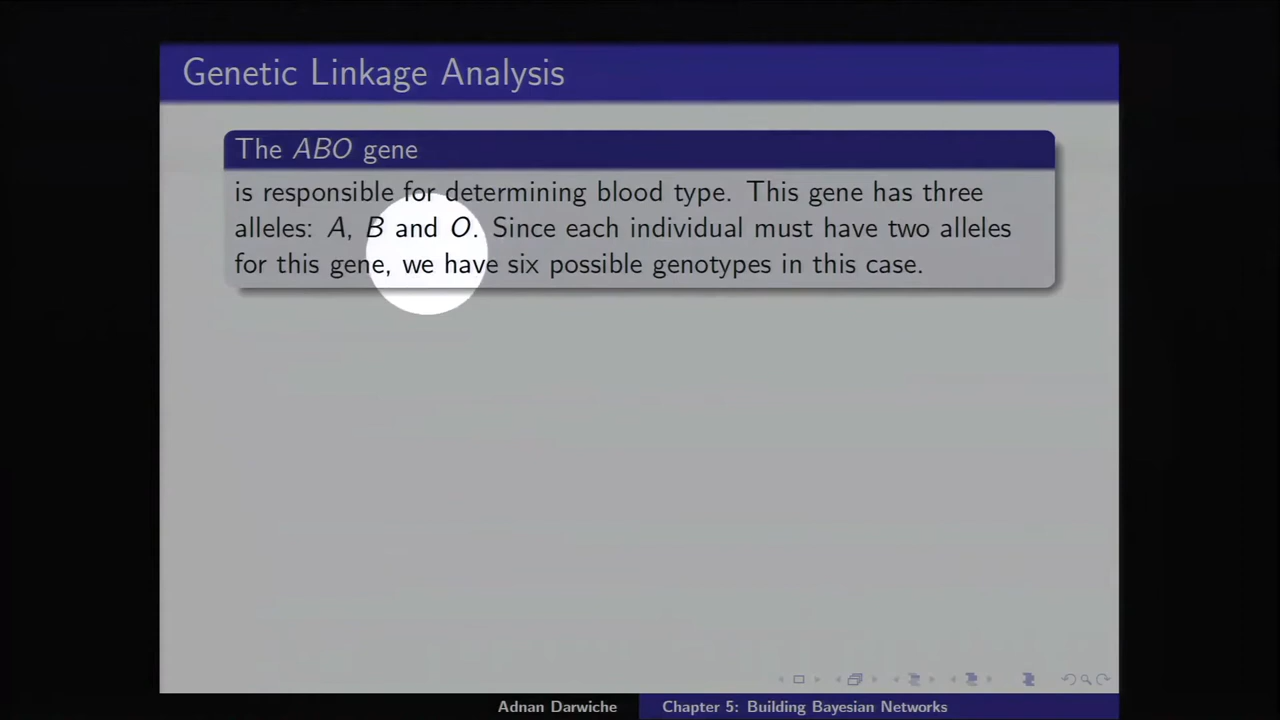 Genetic Linkage Analysis
The ABO gene
is responsible for determining blood type. This gene has three
alleles: A, B and O. Since each individual must have two alleles
for this gene, we have six possible genotypes in this case.
Adnan Darwiche
Chapter 5: Building Bayesian Networks